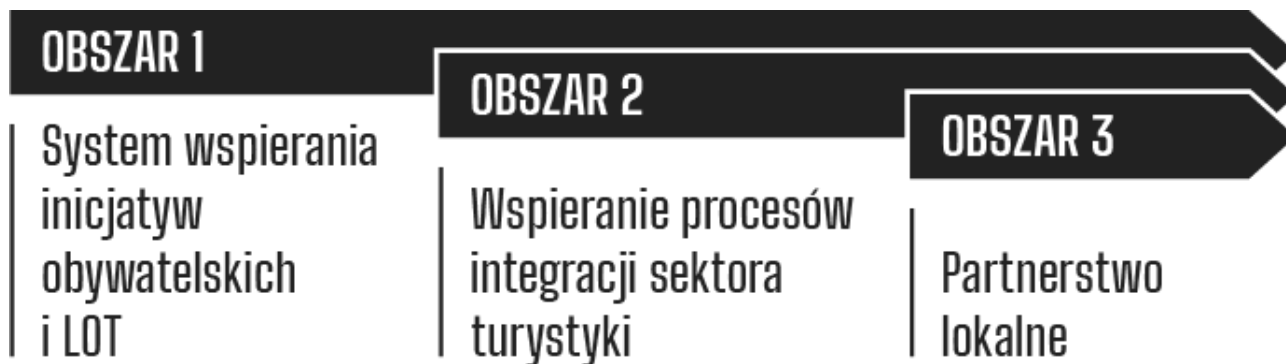 OBSZAR 1
System wspierania
inicjatyw
obywatelskich
i LOT
OBSZAR 2
Wspieranie procesów
integracji sektora
turystyki
OBSZAR 3
Partnerstwo
lokalne